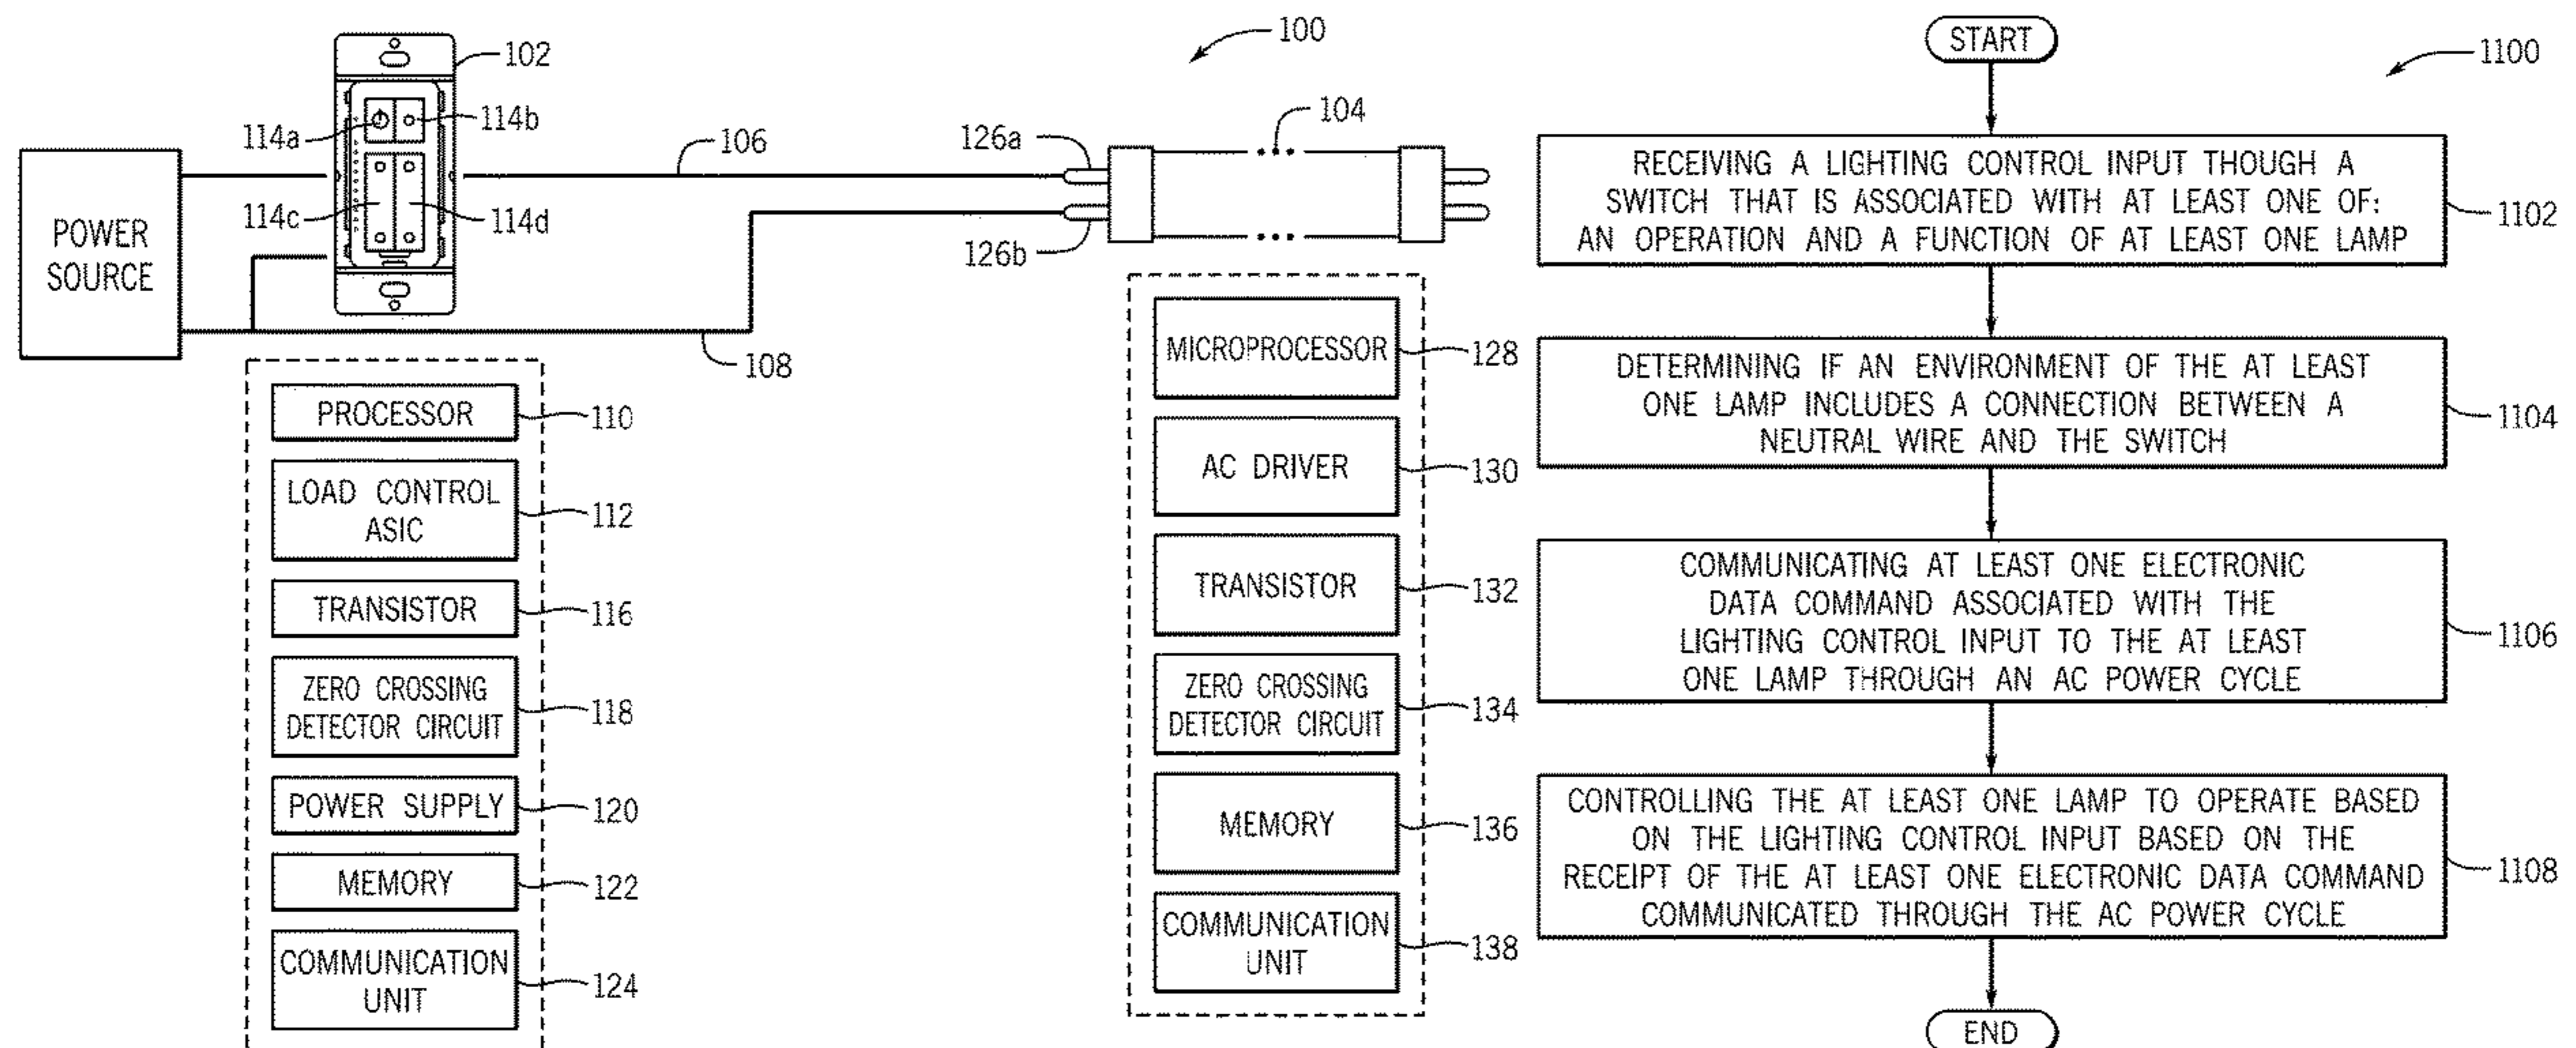 100
102
114a
114b
114c
114d
106
108
POWER
SOURCE
104
126a
126b
PROCESSOR
110
LOAD CONTROL
ASIC
112
TRANSISTOR
116
ZERO CROSSING
DETECTOR CIRCUIT
118
POWER SUPPLY
120
MEMORY
122
COMMUNICATION
UNIT
124
MICROPROCESSOR
128
AC DRIVER
130
TRANSISTOR
132
ZERO CROSSING
DETECTOR CIRCUIT
134
MEMORY
136
COMMUNICATION
UNIT
138
START
1100
RECEIVING A LIGHTING CONTROL INPUT THOUGH A
SWITCH THAT IS ASSOCIATED WITH AT LEAST ONE OF:
AN OPERATION AND A FUNCTION OF AT LEAST ONE LAMP
1102
DETERMINING IF AN ENVIRONMENT OF THE AT LEAST
ONE LAMP INCLUDES A CONNECTION BETWEEN A
NEUTRAL WIRE AND THE SWITCH
1104
COMMUNICATING AT LEAST ONE ELECTRONIC
DATA COMMAND ASSOCIATED WITH THE
LIGHTING CONTROL INPUT TO THE AT LEAST
ONE LAMP THROUGH AN AC POWER CYCLE
1106
CONTROLLING THE AT LEAST ONE LAMP TO OPERATE BASED
ON THE LIGHTING CONTROL INPUT BASED ON THE
RECEIPT OF THE AT LEAST ONE ELECTRONIC DATA COMMAND
COMMUNICATED THROUGH THE AC POWER CYCLE
1108
END